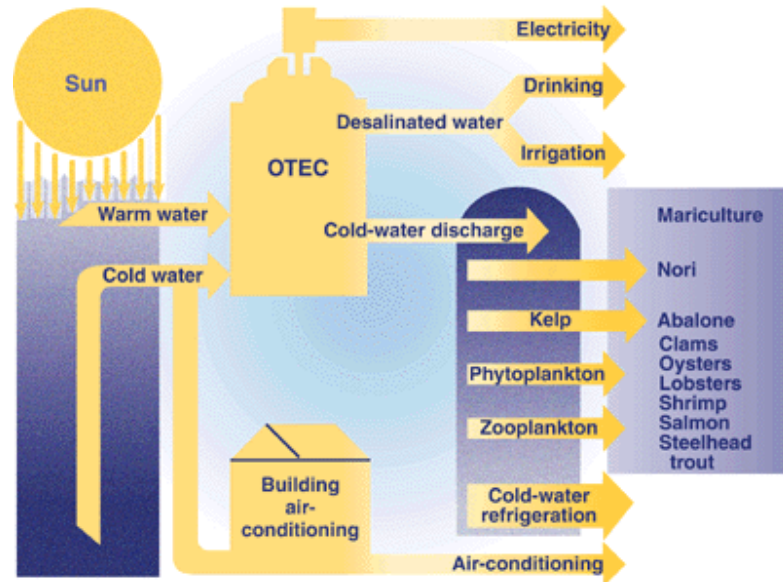 Electricity
Sun
Drinking
Desalinated water
OTEC
Irrigation
Warm water
Cold-water discharge
Mariculture
Cold water
Nori
Kelp
Abalone
Clams
Oysters
Lobsters
Shrimp
Salmon
Steelhead
trout
Phytoplankton
Zooplankton
Cold-water
refrigeration
Building
air-
conditioning
Air-conditioning